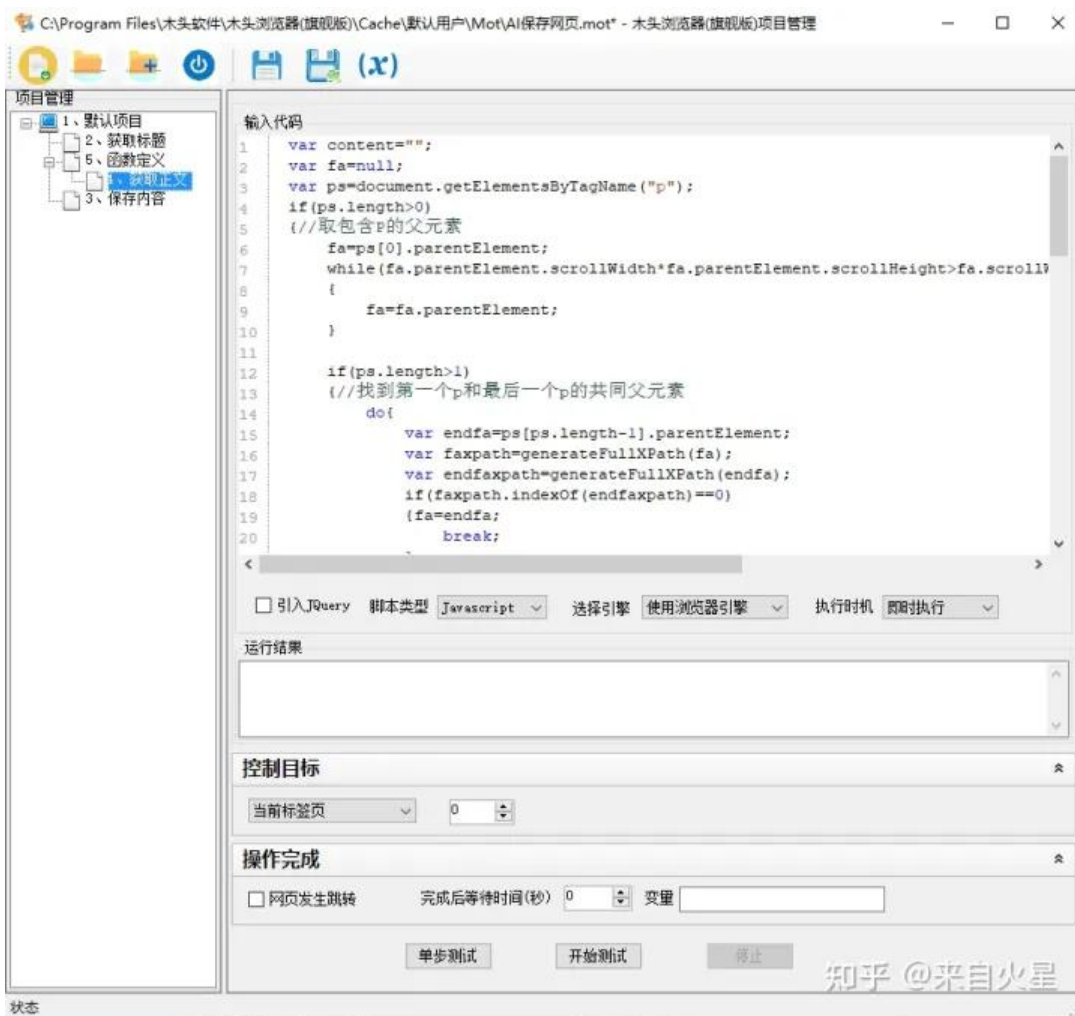 C:\Program Files\木头软件\木头浏览器(旗舰版)\Cache\默认用户\Mot\AI保存网页.mot* - 木头浏览器(旗舰版)项目管理
(x)
项目管理
1、默认项目
2、获取标题
5、函数定义
、获取正文
3、保存内容
输入代码
1 var content="";
2 var fa=null;
3 var ps=document.getElementsByTagName("p");
4 if(ps.length>0)
5 {//取包含P的父元素
6 fa=ps[0].parentElement;
7 while(fa.parentElement.scrollWidth*fa.parentElement.scrollHeight>fa.scrollW
8 {
9 fa=fa.parentElement;
10 }
11
12 if(ps.length>1)
13 {//找到第一个p和最后一个p的共同父元素
14 do{
15 var endfa=ps[ps.length-1].parentElement;
16 var faxpath=generateFullXPath(fa);
17 var endfaxpath=generateFullXPath(endfa);
18 if(faxpath.indexOf(endfaxpath)==0)
19 {fa=endfa;
20 break;
引入JQuery 脚本类型 Javascript 选择引擎 使用浏览器引擎 执行时机 即时执行
运行结果
控制目标
当前标签页 0
操作完成
网页发生跳转 完成后等待时间(秒) 0 变量
单步测试 开始测试 停止
知乎 @来自火星
状态